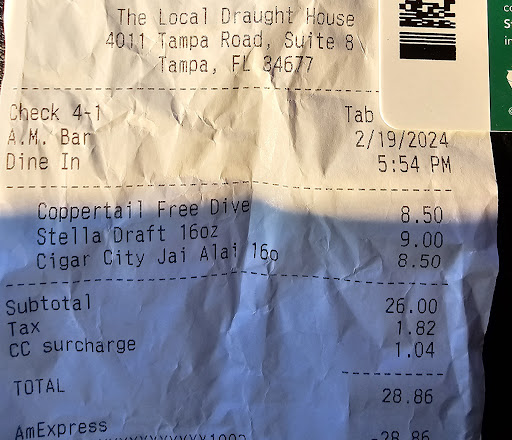 The Local Draught House
4011 Tampa Road, Suite 8
Tampa, FL 34677
Check 4-1 Tab
A.M. Bar 2/19/2024
Dine In 5:54 PM
Coppertail Free Dive 8.50
Stella Draft 16oz 9.00
Cigar City Jai Alai 16o 8.50
Subtotal 26.00
Tax 1.82
CC surcharge 1.04
TOTAL 28.86
AmExpress -28.86